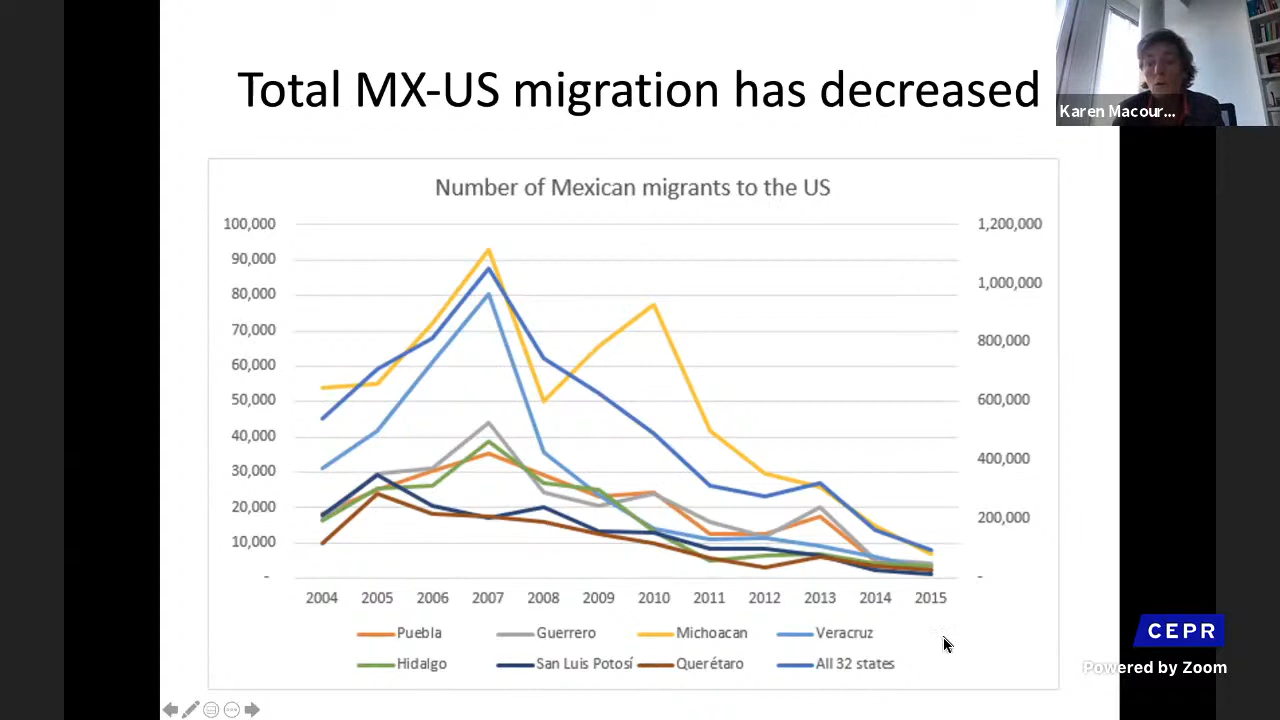 Total MX-US migration has decreased
Karen Macour...
Number of Mexican migrants to the US
100,000
90,000
80,000
70,000
60,000
50,000
40,000
30,000
20,000
10,000
-
1,200,000
1,000,000
800,000
600,000
400,000
200,000
-
2004 2005 2006 2007 2008 2009 2010 2011 2012 2013 2014 2015
Puebla Guerrero Michoacan Veracruz
Hidalgo San Luis Potosí Querétaro All 32 states
CEPR
Powered by Zoom